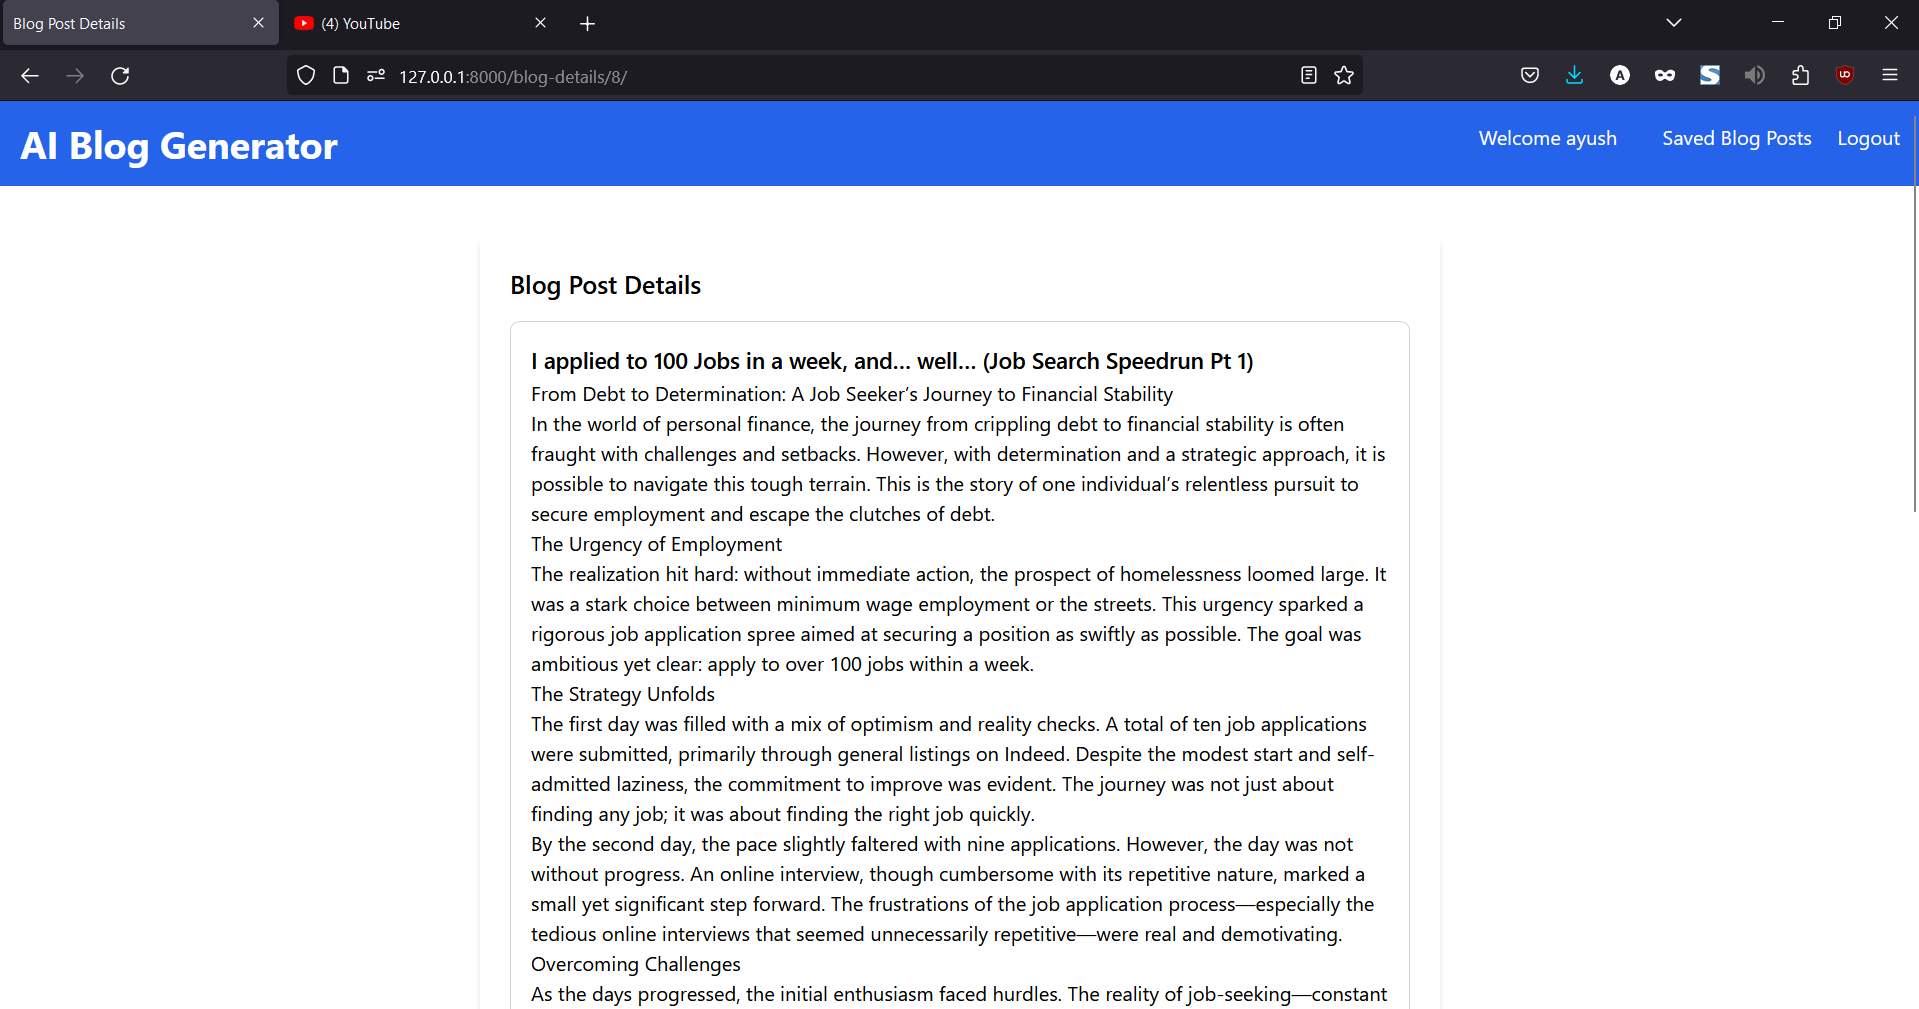 Blog Post Details
(4) YouTube
127.0.0.1:8000/blog-details/8/
AI Blog Generator
Welcome ayush
Saved Blog Posts
Logout
Blog Post Details
I applied to 100 Jobs in a week, and... well... (Job Search Speedrun Pt 1)
From Debt to Determination: A Job Seeker’s Journey to Financial Stability
In the world of personal finance, the journey from crippling debt to financial stability is often
fraught with challenges and setbacks. However, with determination and a strategic approach, it is
possible to navigate this tough terrain. This is the story of one individual’s relentless pursuit to
secure employment and escape the clutches of debt.
The Urgency of Employment
The realization hit hard: without immediate action, the prospect of homelessness loomed large. It
was a stark choice between minimum wage employment or the streets. This urgency sparked a
rigorous job application spree aimed at securing a position as swiftly as possible. The goal was
ambitious yet clear: apply to over 100 jobs within a week.
The Strategy Unfolds
The first day was filled with a mix of optimism and reality checks. A total of ten job applications
were submitted, primarily through general listings on Indeed. Despite the modest start and self-
admitted laziness, the commitment to improve was evident. The journey was not just about
finding any job; it was about finding the right job quickly.
By the second day, the pace slightly faltered with nine applications. However, the day was not
without progress. An online interview, though cumbersome with its repetitive nature, marked a
small yet significant step forward. The frustrations of the job application process—especially the
tedious online interviews that seemed unnecessarily repetitive—were real and demotivating.
Overcoming Challenges
As the days progressed, the initial enthusiasm faced hurdles. The reality of job-seeking—constant